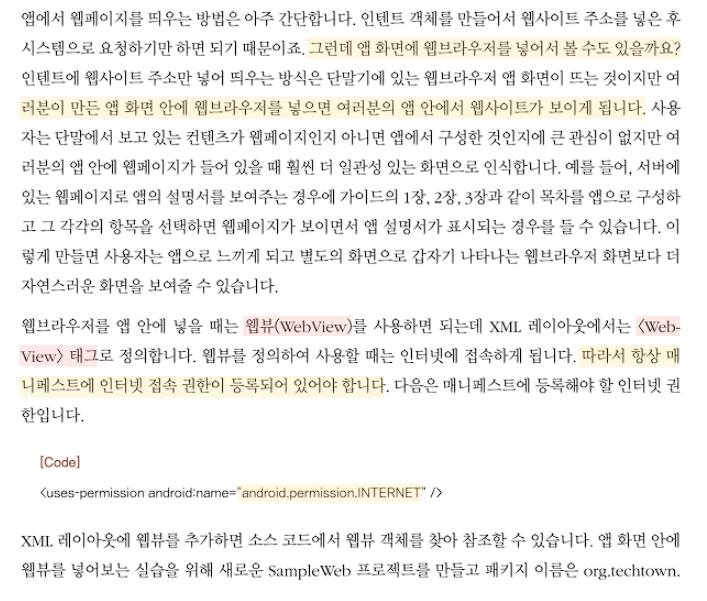 앱에서 웹페이지를 띄우는 방법은 아주 간단합니다. 인텐트 객체를 만들어서 웹사이트 주소를 넣은 후
시스템으로 요청하기만 하면 되기 때문이죠. 그런데 앱 화면에 웹브라우저를 넣어서 볼 수도 있을까요?
인텐트에 웹사이트 주소만 넣어 띄우는 방식은 단말기에 있는 웹브라우저 앱 화면이 뜨는 것이지만 여
러분이 만든 앱 화면 안에 웹브라우저를 넣으면 여러분의 앱 안에서 웹사이트가 보이게 됩니다. 사용
자는 단말에서 보고 있는 컨텐츠가 웹페이지인지 아니면 앱에서 구성한 것인지에 큰 관심이 없지만 여
러분의 앱 안에 웹페이지가 들어 있을 때 훨씬 더 일관성 있는 화면으로 인식합니다. 예를 들어, 서버에
있는 웹페이지로 앱의 설명서를 보여주는 경우에 가이드의 1장, 2장, 3장과 같이 목차를 앱으로 구성하
고 그 각각의 항목을 선택하면 웹페이지가 보이면서 앱 설명서가 표시되는 경우를 들 수 있습니다. 이
렇게 만들면 사용자는 앱으로 느끼게 되고 별도의 화면으로 갑자기 나타나는 웹브라우저 화면보다 더
자연스러운 화면을 보여줄 수 있습니다.
웹브라우저를 앱 안에 넣을 때는 웹뷰(WebView)를 사용하면 되는데 XML 레이아웃에서는 〈Web-
View〉 태그로 정의합니다. 웹뷰를 정의하여 사용할 때는 인터넷에 접속하게 됩니다. 따라서 항상 매
니페스트에 인터넷 접속 권한이 등록되어 있어야 합니다. 다음은 매니페스트에 등록해야 할 인터넷 권
한입니다.
[Code]
<uses-permission android:name="android.permission.INTERNET" />
XML 레이아웃에 웹뷰를 추가하면 소스 코드에서 웹뷰 객체를 찾아 참조할 수 있습니다. 앱 화면 안에
웹뷰를 넣어보는 실습을 위해 새로운 SampleWeb 프로젝트를 만들고 패키지 이름은 org.techtown.